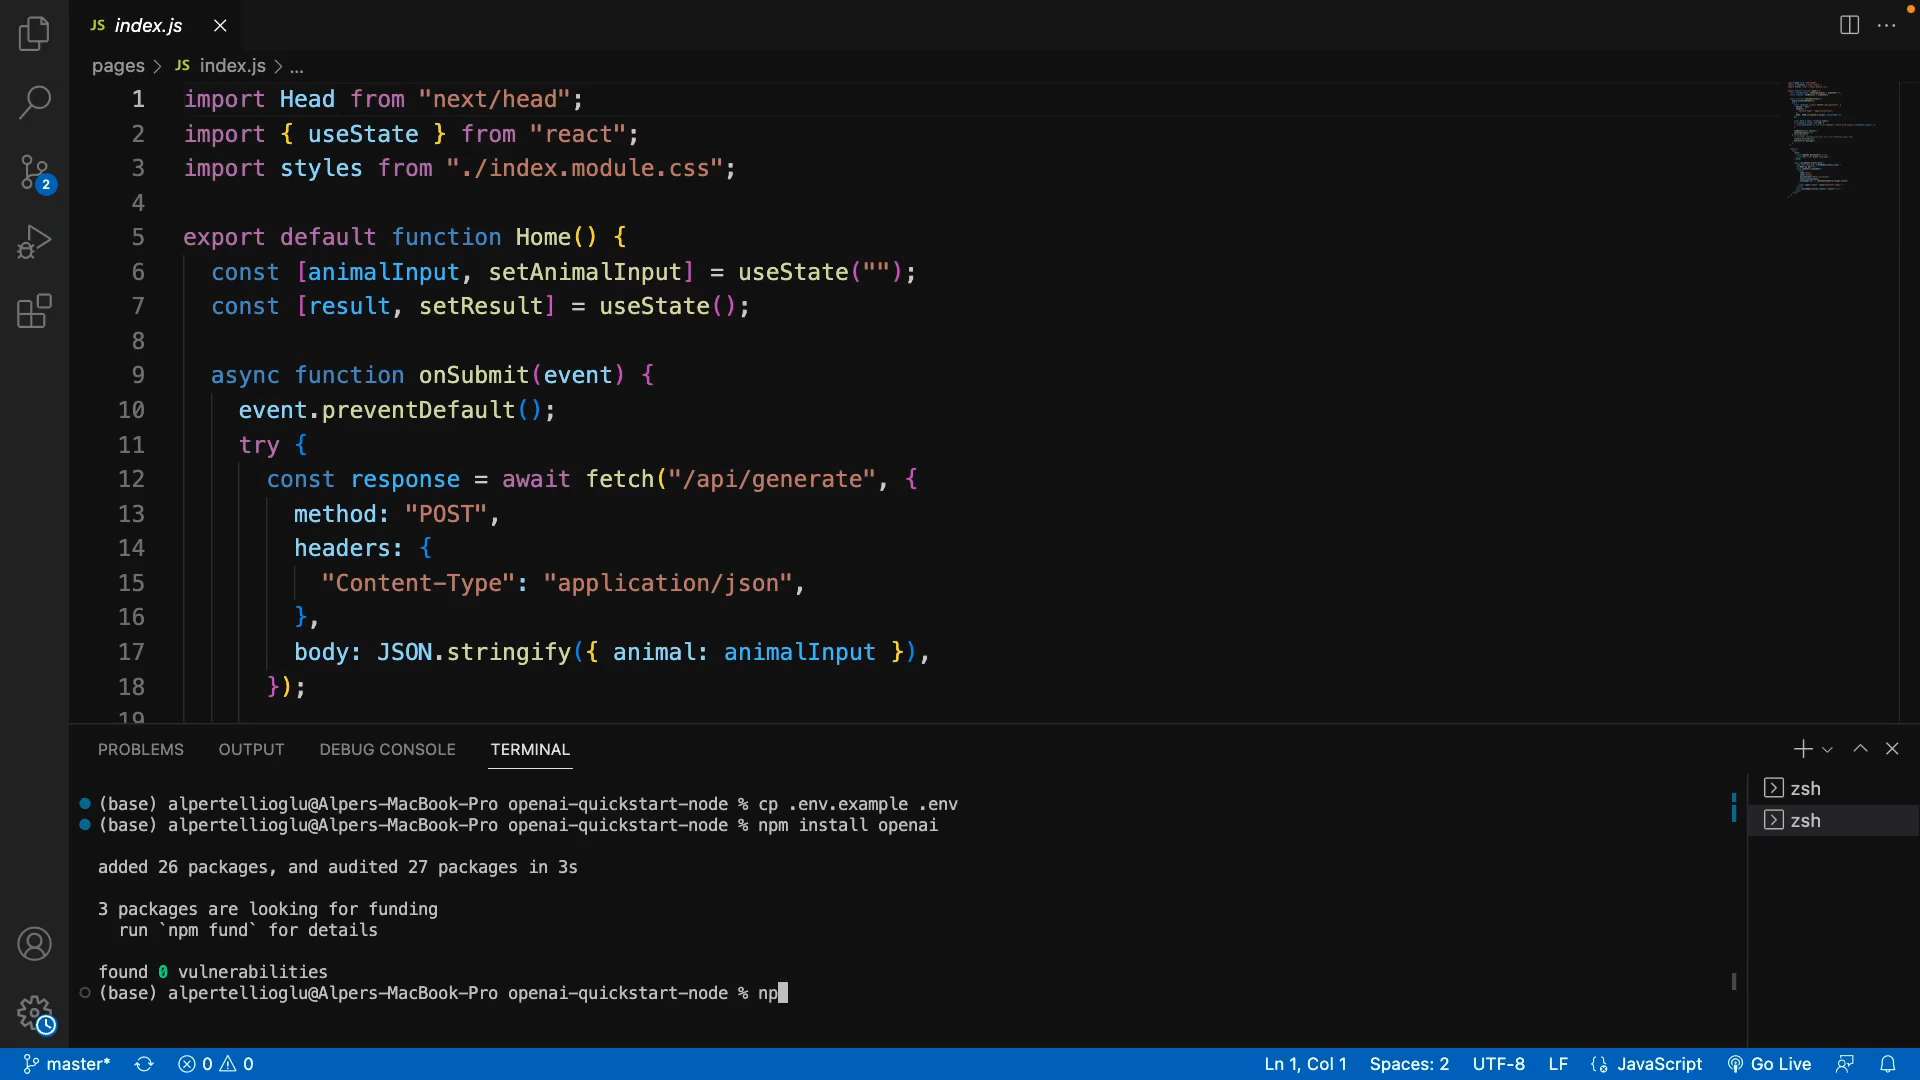 JS index.js
pages > JS index.js > ...
1 import Head from "next/head";
2 import { useState } from "react";
3 import styles from "./index.module.css";
4
5 export default function Home() {
6 const [animalInput, setAnimalInput] = useState("");
7 const [result, setResult] = useState();
8
9 async function onSubmit(event) {
10 event.preventDefault();
11 try {
12 const response = await fetch("/api/generate", {
13 method: "POST",
14 headers: {
15 "Content-Type": "application/json",
16 },
17 body: JSON.stringify({ animal: animalInput }),
18 });
19
2
PROBLEMS OUTPUT DEBUG CONSOLE TERMINAL
(base) alpertellioglu@Alpers-MacBook-Pro openai-quickstart-node % cp .env.example .env
(base) alpertellioglu@Alpers-MacBook-Pro openai-quickstart-node % npm install openai
added 26 packages, and audited 27 packages in 3s
3 packages are looking for funding
run `npm fund` for details
found 0 vulnerabilities
(base) alpertellioglu@Alpers-MacBook-Pro openai-quickstart-node % np
zsh
zsh
master* 0 0 Ln 1, Col 1 Spaces: 2 UTF-8 LF JavaScript Go Live